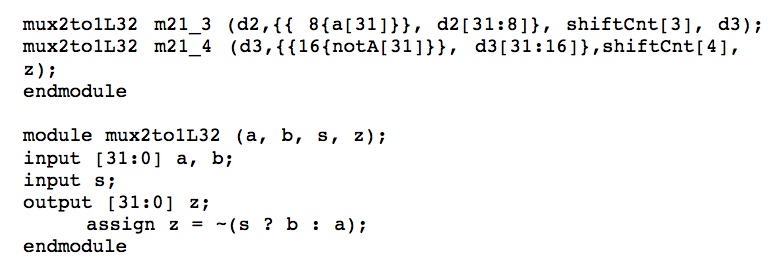 mux2to1L32 m21_3 (d2,{{ 8{a[31]}}, d2[31:8]}, shiftCnt[3], d3);
mux2to1L32 m21_4 (d3,{{16{notA[31]}}, d3[31:16]},shiftCnt[4],
z);
endmodule
module mux2to1L32 (a, b, s, z);
input [31:0] a, b;
input s;
output [31:0] z;
assign z = ~(s ? b : a);
endmodule